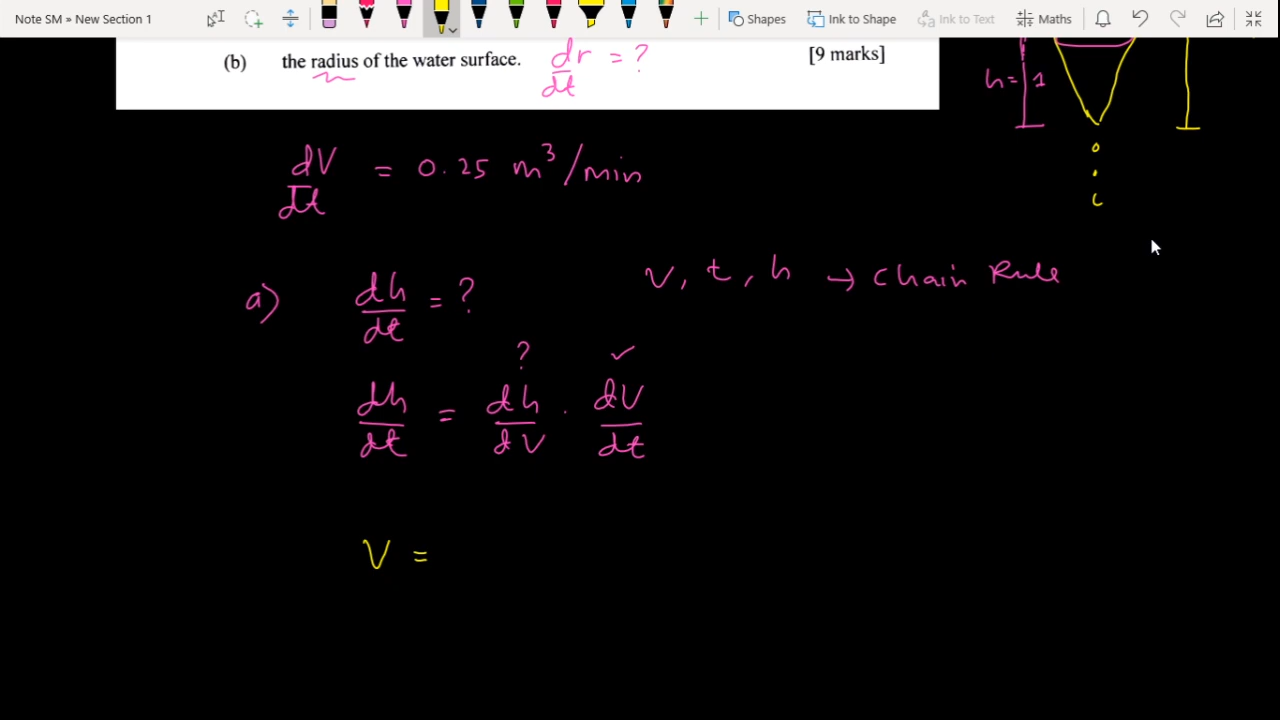 Note SM » New Section 1
Shapes
Ink to Shape
Ink to Text
Maths
(b) the radius of the water surface. dr/dt = ? [9 marks]
h = 1
dV/dt = 0.25 m³/min
a) dh/dt = ? V, t, h → Chain Rule
? ✓
dh/dt = dh/dV · dV/dt
V =